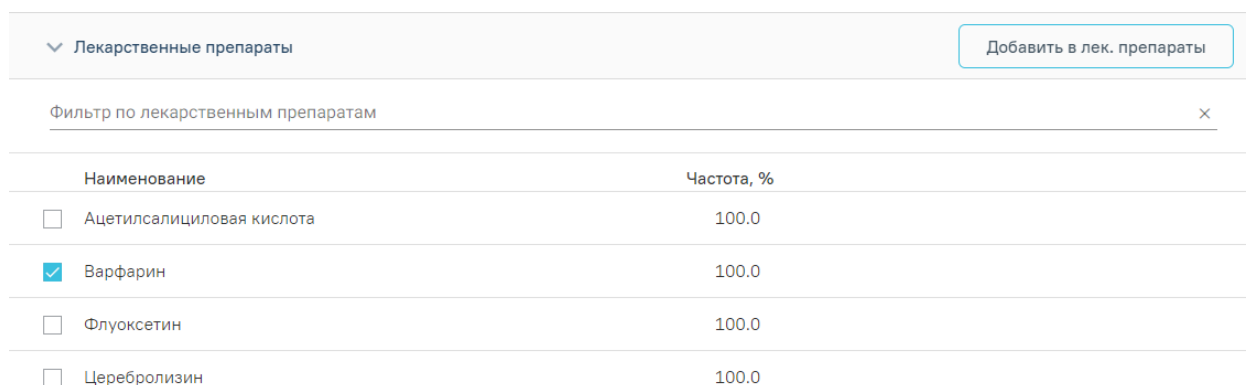 Лекарственные препараты Добавить в лек. препараты
Фильтр по лекарственным препаратам
Наименование Частота, %
Ацетилсалициловая кислота 100.0
Варфарин 100.0
Флуоксетин 100.0
Церебролизин 100.0